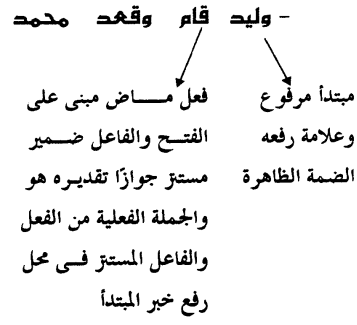 - وليد قام وقعد محمد
مبتدأ مرفوع
وعلامة رفعه
الضمة الظاهرة
فعل مـاض مبنى على
الفتح والفاعل ضمير
مستتر جوازًا تقديره هو
والجملة الفعلية من الفعل
والفاعل المستتر فى محل
رفع خبر المبتدأ